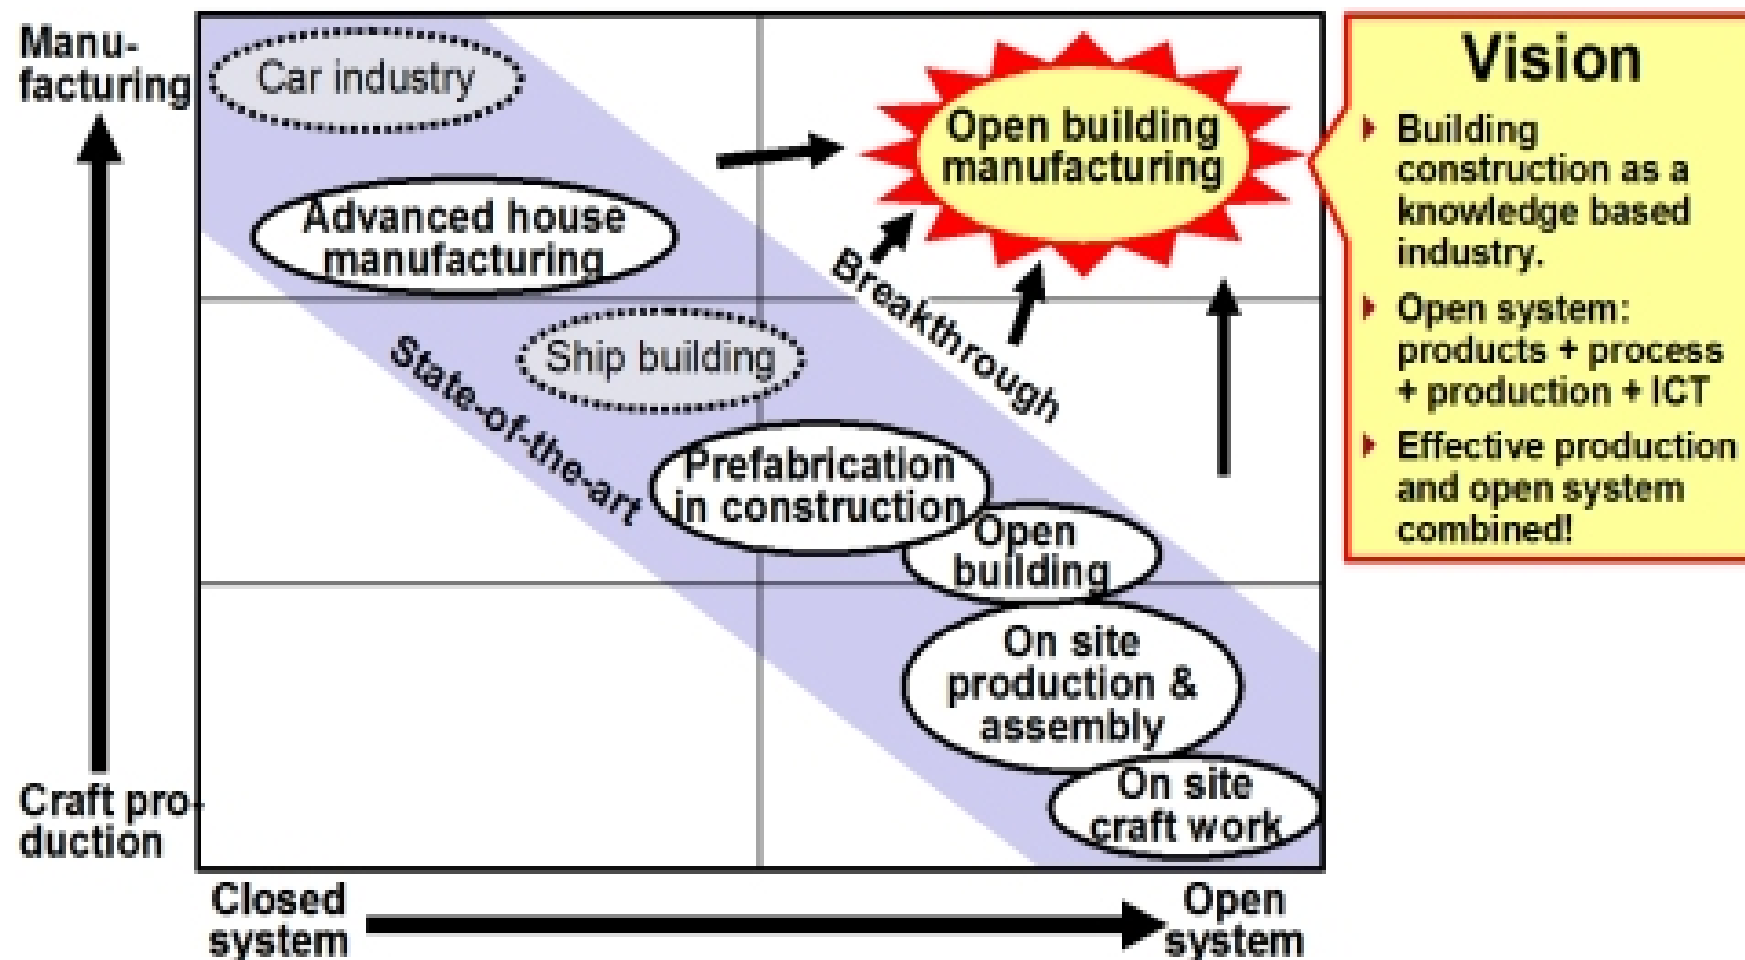 Manu-
facturing
Craft pro-
duction
Car industry
Advanced house
manufacturing
Ship building
State-of-the-art
Prefabrication
in construction
Open
building
On site
production &
assembly
On site
craft work
Breakthrough
Open building
manufacturing
Closed
system
Open
system
Vision
Building
construction as a
knowledge based
industry.
Open system:
products + process
+ production + ICT
Effective production
and open system
combined!